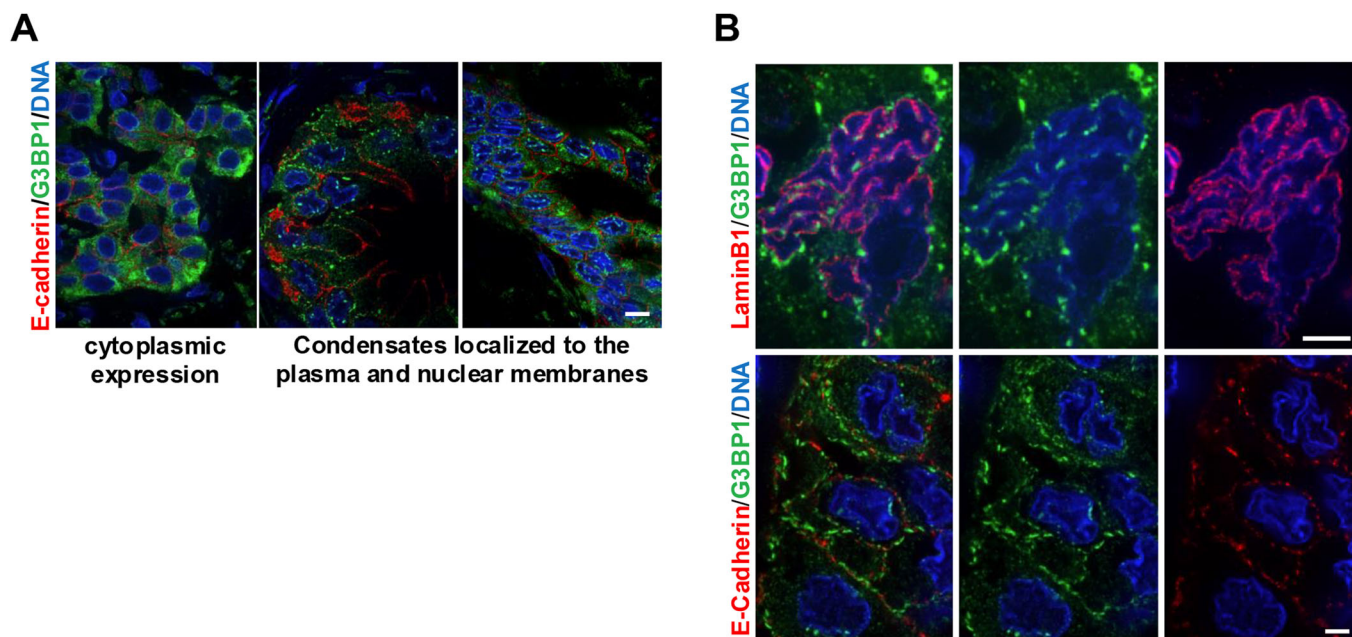 A
B
E-cadherin/G3BP1/DNA
cytoplasmic
expression
Condensates localized to the
plasma and nuclear membranes
LaminB1/G3BP1/DNA
E-Cadherin/G3BP1/DNA